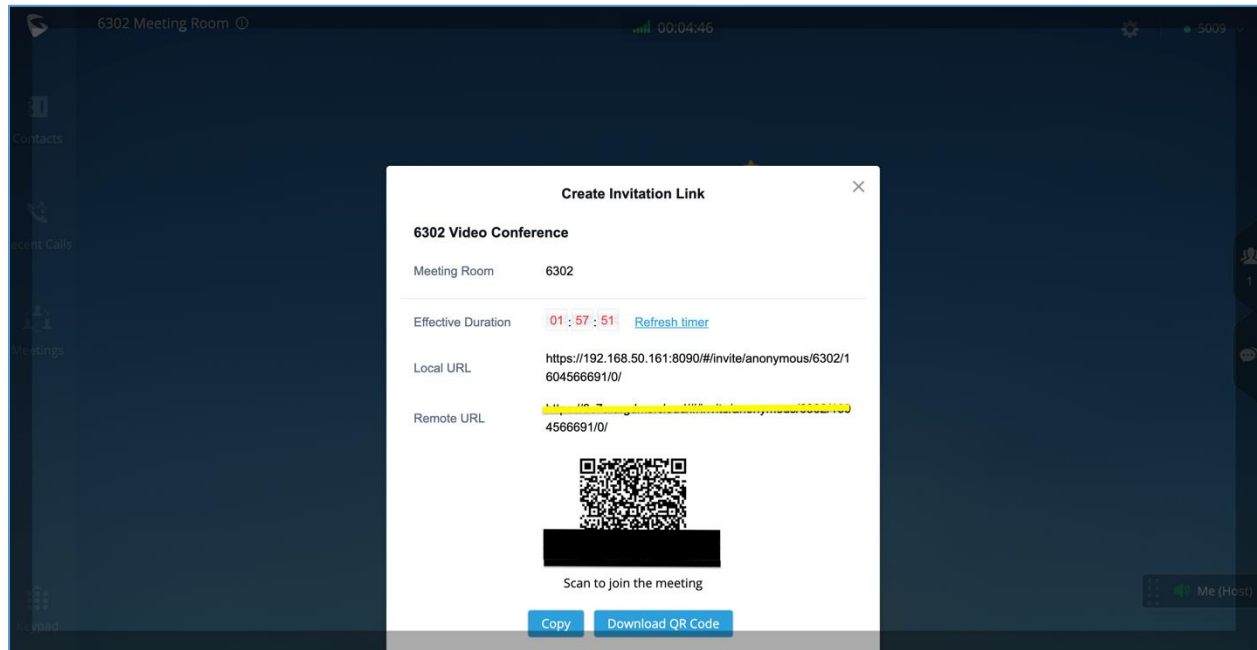 6302 Meeting Room
00:04:46
5009
Contacts
Recent Calls
Meetings
Keypad
Create Invitation Link
6302 Video Conference
Meeting Room 6302
Effective Duration 01 : 57 : 51 Refresh timer
Local URL
https://192.168.50.161:8090/#/invite/anonymous/6302/1
604566691/0/
Remote URL
4566691/0/
Scan to join the meeting
Copy Download QR Code
1
Me (Host)